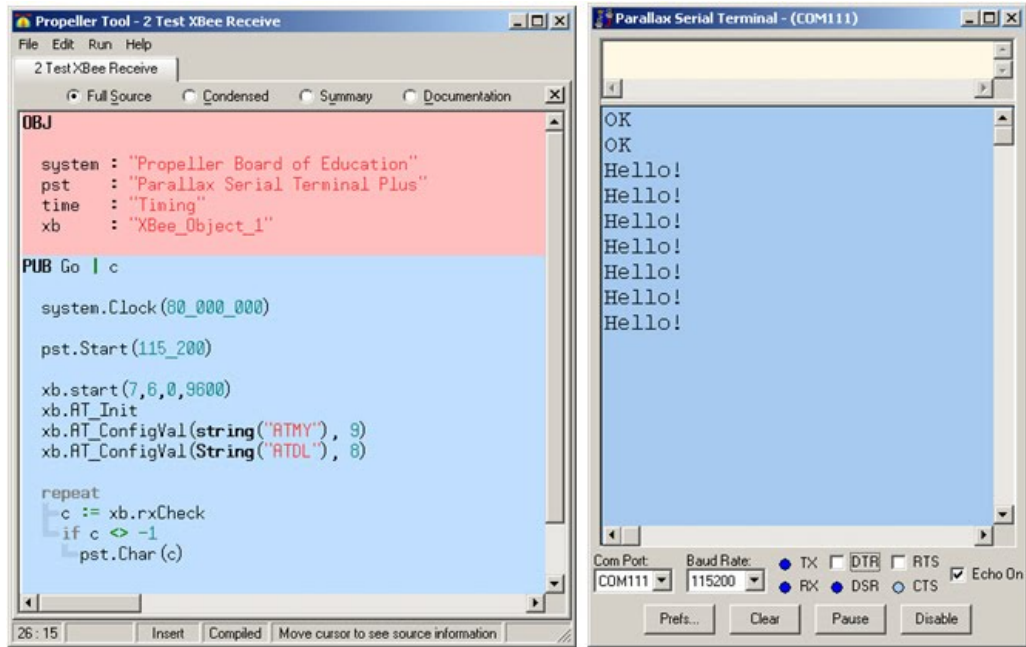 Propeller Tool - 2 Test XBee Receive
File Edit Run Help
2 Test XBee Receive
Full Source Condensed Summary Documentation
OBJ
system : "Propeller Board of Education"
pst : "Parallax Serial Terminal Plus"
time : "Timing"
xb : "XBee_Object_1"
PUB Go | c
system.Clock(80_000_000)
pst.Start(115_200)
xb.start(7,6,0,9600)
xb.AT_Init
xb.AT_ConfigVal(string("ATMY"), 9)
xb.AT_ConfigVal(String("ATDL"), 8)
repeat
c := xb.rxCheck
if c <> -1
pst.Char(c)
26 : 15 Insert Compiled Move cursor to see source information
Parallax Serial Terminal - (COM111)
OK
OK
Hello!
Hello!
Hello!
Hello!
Hello!
Hello!
Hello!
Com Port: Baud Rate: TX DTR RTS
COM111 115200 RX DSR CTS Echo On
Prefs... Clear Pause Disable